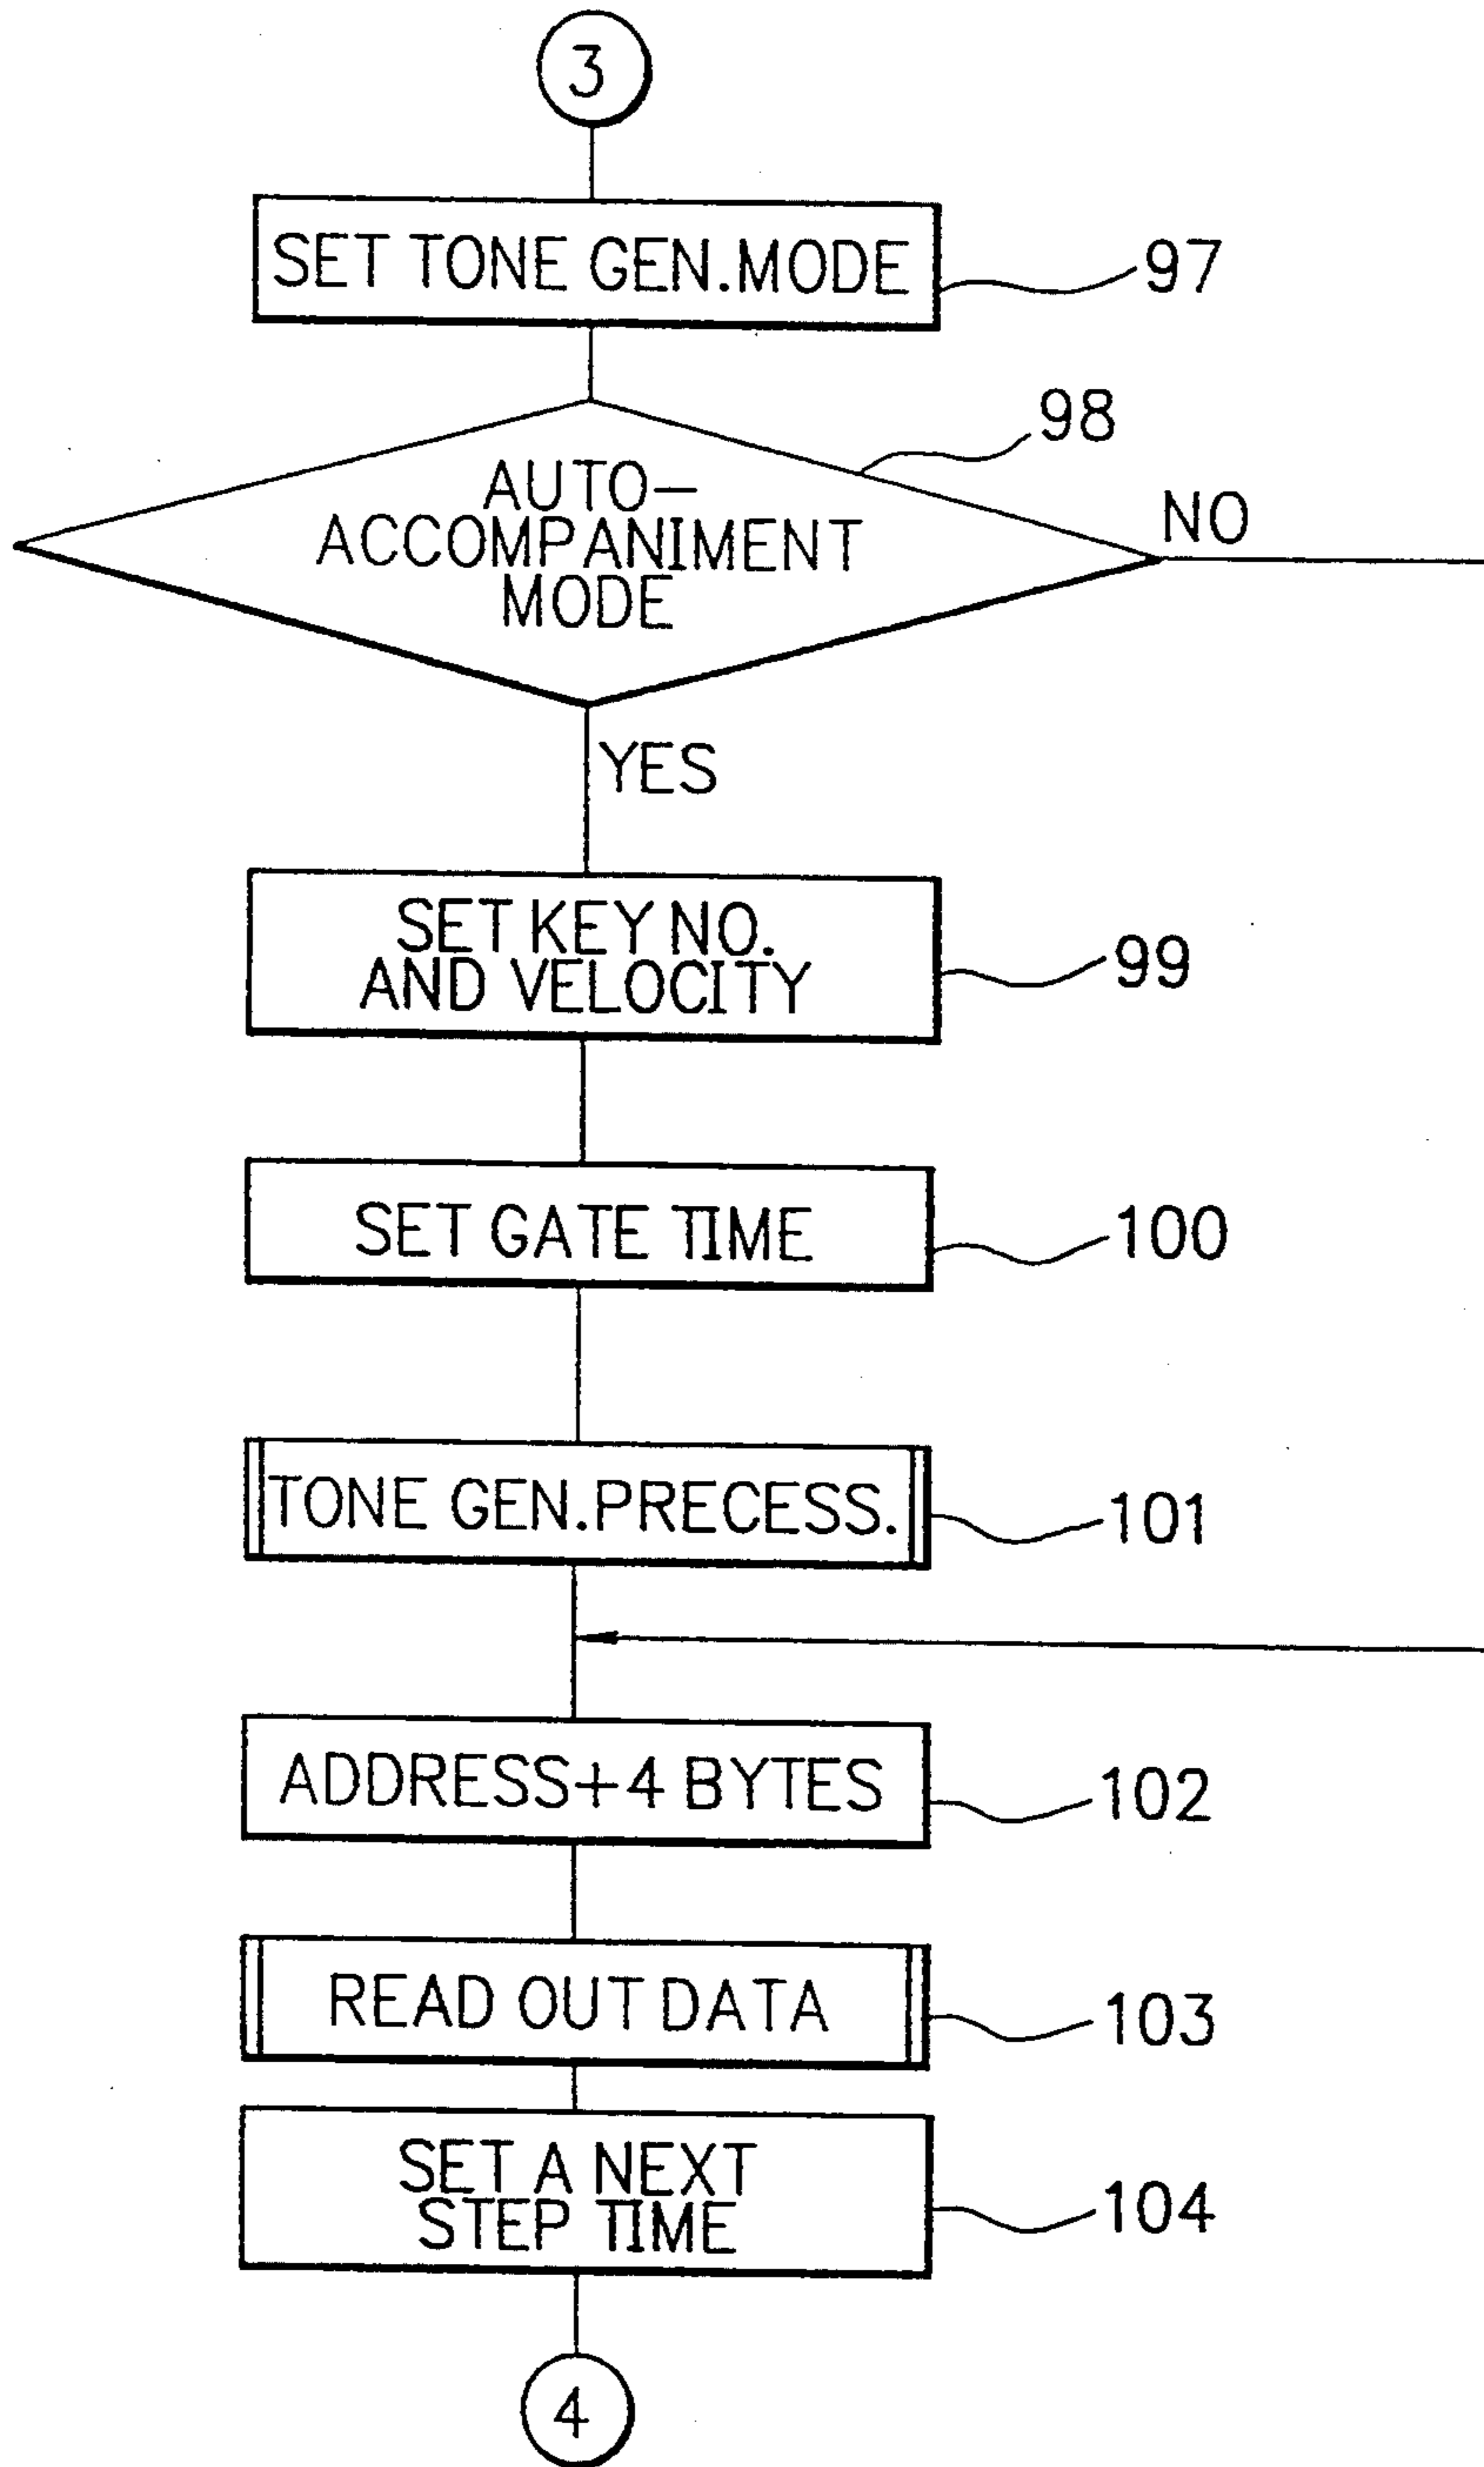 3
SET TONE GEN.MODE
97
98
AUTO-
ACCOMPANIMENT
MODE
NO
YES
SET KEY NO.
AND VELOCITY
99
SET GATE TIME
100
TONE GEN.PRECESS.
101
ADDRESS+4 BYTES
102
READ OUT DATA
103
SET A NEXT
STEP TIME
104
4